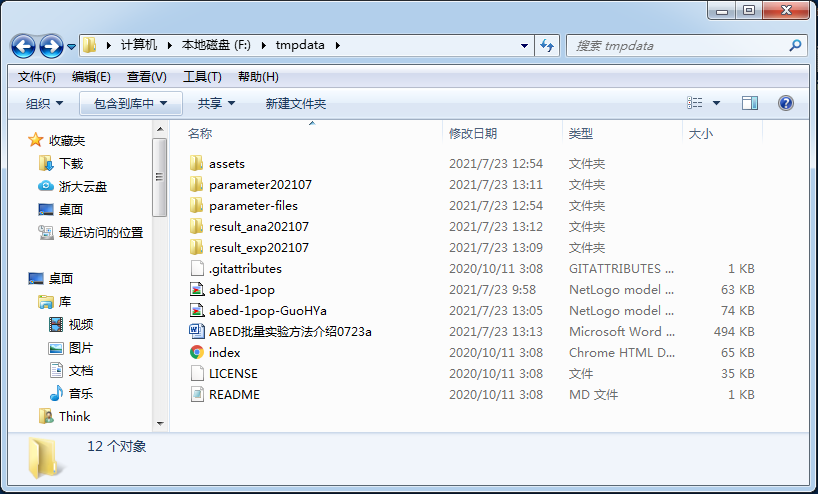 计算机 本地磁盘 (F:) tmpdata 搜索 tmpdata
文件(F) 编辑(E) 查看(V) 工具(T) 帮助(H)
组织 包含到库中 共享 新建文件夹
收藏夹
下载
浙大云盘
桌面
最近访问的位置
桌面
库
视频
图片
文档
音乐
Think
名称 修改日期 类型 大小
assets 2021/7/23 12:54 文件夹
parameter202107 2021/7/23 13:11 文件夹
parameter-files 2021/7/23 12:54 文件夹
result_ana202107 2021/7/23 13:12 文件夹
result_exp202107 2021/7/23 13:09 文件夹
.gitattributes 2020/10/11 3:08 GITATTRIBUTES ... 1 KB
abed-1pop 2021/7/23 9:58 NetLogo model ... 63 KB
abed-1pop-GuoHYa 2021/7/23 13:05 NetLogo model ... 74 KB
ABED批量实验方法介绍0723a 2021/7/23 13:13 Microsoft Word ... 494 KB
index 2020/10/11 3:08 Chrome HTML D... 65 KB
LICENSE 2020/10/11 3:08 文件 35 KB
README 2020/10/11 3:08 MD 文件 1 KB
12 个对象